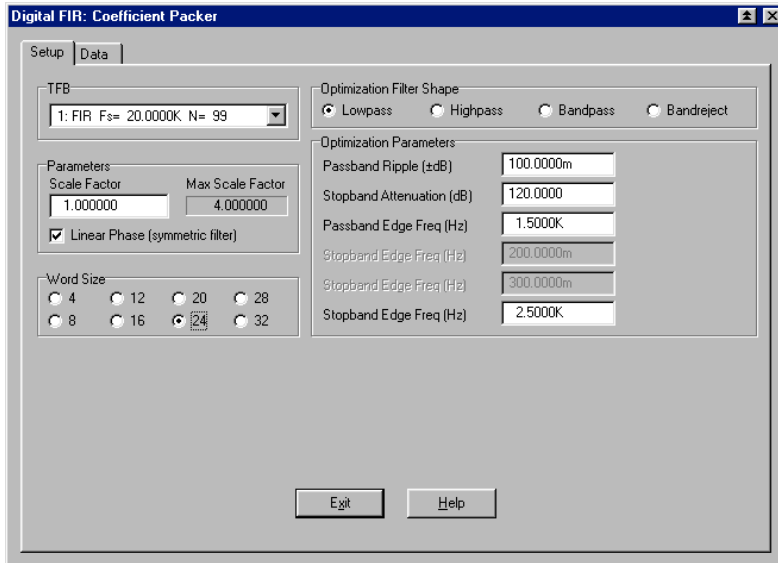 Digital FIR: Coefficient Packer
Setup Data
TFB
1: FIR Fs= 20.0000K N= 99
Parameters
Scale Factor Max Scale Factor
1.000000 4.000000
Linear Phase (symmetric filter)
Word Size
4 12 20 28
8 16 24 32
Optimization Filter Shape
Lowpass Highpass Bandpass Bandreject
Optimization Parameters
Passband Ripple (±dB) 100.0000m
Stopband Attenuation (dB) 120.0000
Passband Edge Freq (Hz) 1.5000K
Stopband Edge Freq (Hz) 200.0000m
Stopband Edge Freq (Hz) 300.0000m
Stopband Edge Freq (Hz) 2.5000K
Exit Help